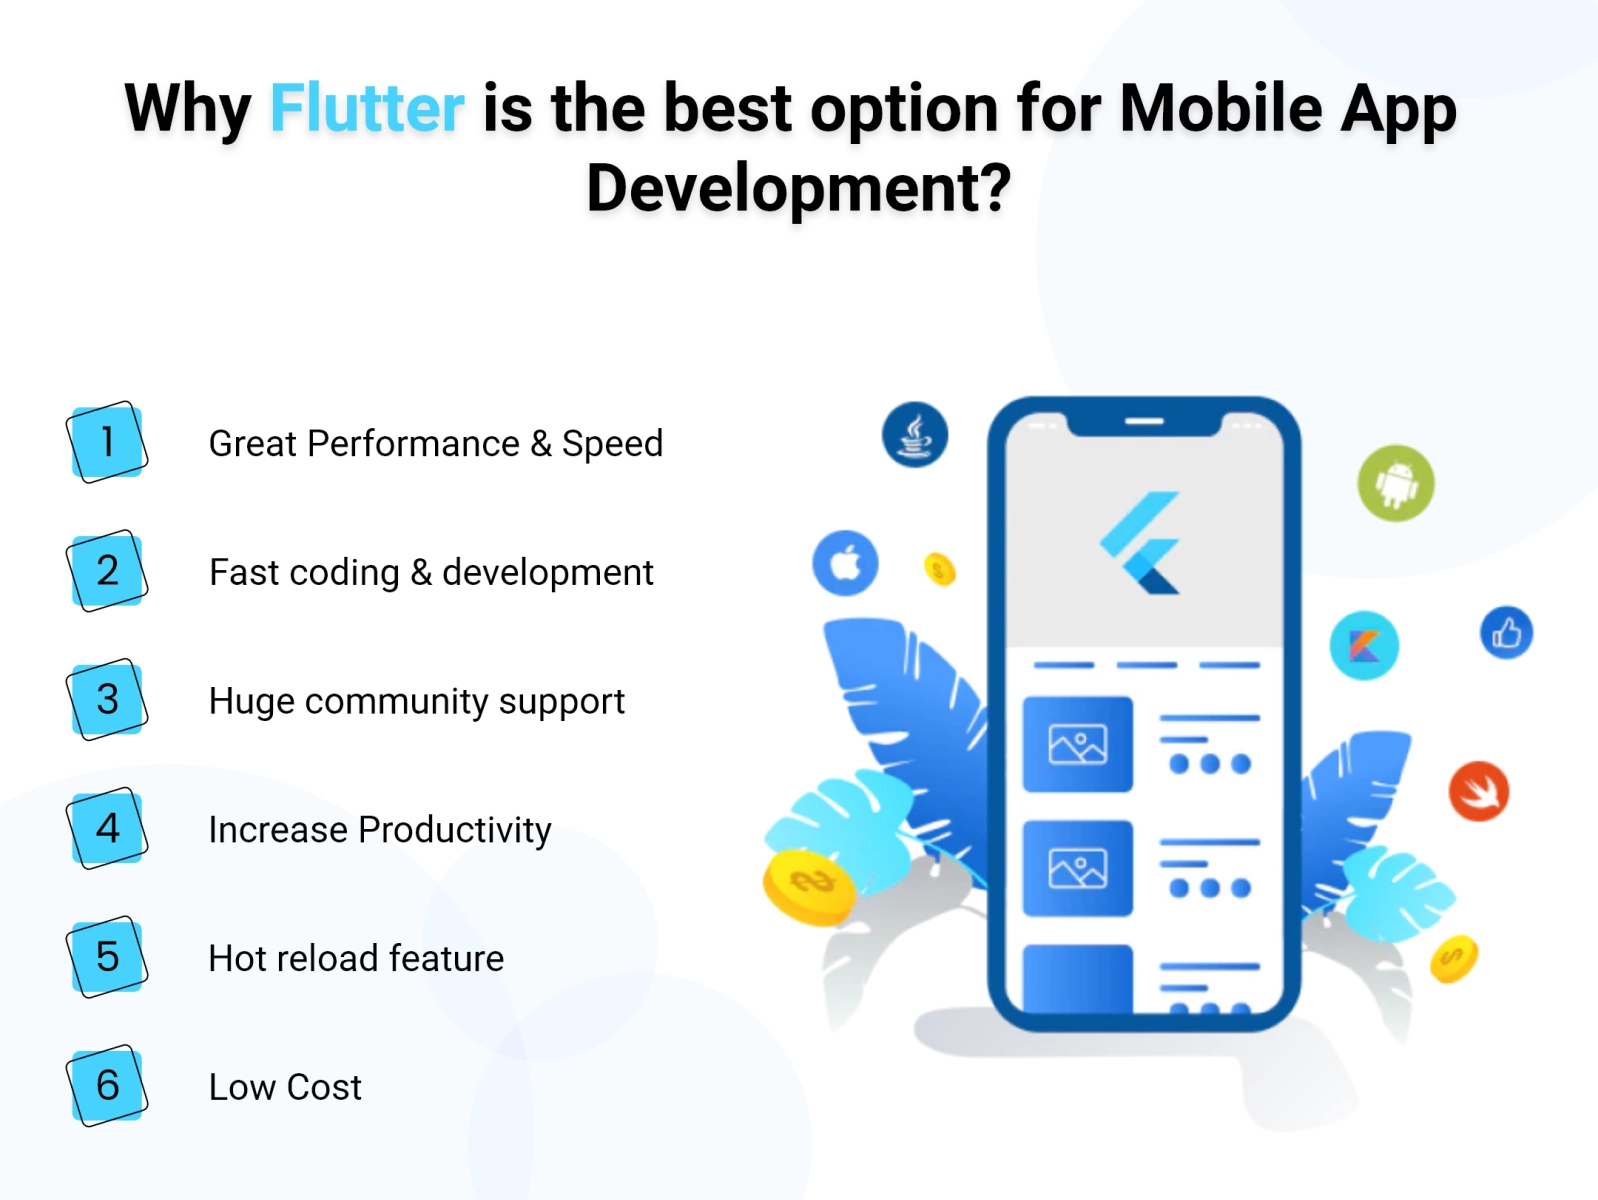 Why Flutter is the best option for Mobile App
Development?
1 Great Performance & Speed
2 Fast coding & development
3 Huge community support
4 Increase Productivity
5 Hot reload feature
6 Low Cost